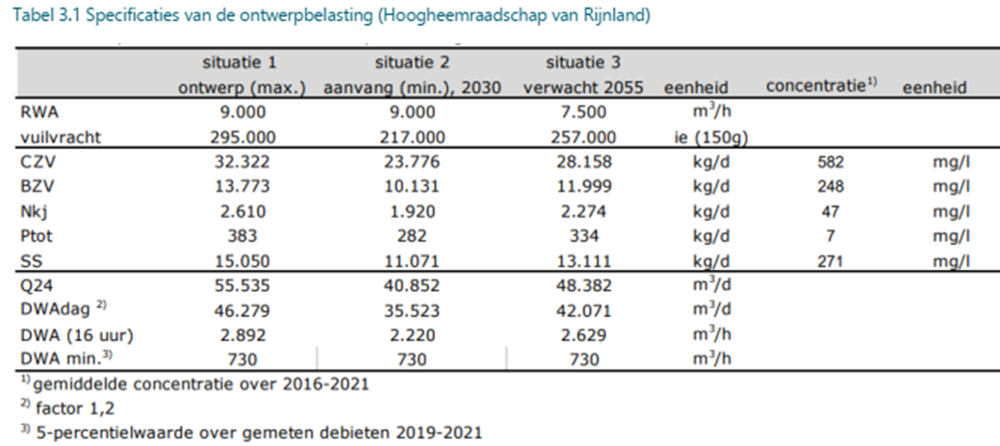 Tabel 3.1 Specificaties van de ontwerpbelasting (Hoogheemraadschap van Rijnland)
situatie 1 situatie 2 situatie 3
ontwerp (max.) aanvang (min.), 2030 verwacht 2055 eenheid concentratie1) eenheid
RWA 9.000 9.000 7.500 m³/h
vuilvracht 295.000 217.000 257.000 ie (150g)
CZV 32.322 23.776 28.158 kg/d 582 mg/l
BZV 13.773 10.131 11.999 kg/d 248 mg/l
Nkj 2.610 1.920 2.274 kg/d 47 mg/l
Ptot 383 282 334 kg/d 7 mg/l
SS 15.050 11.071 13.111 kg/d 271 mg/l
Q24 55.535 40.852 48.382 m³/d
DWAdag 2) 46.279 35.523 42.071 m³/d
DWA (16 uur) 2.892 2.220 2.629 m³/h
DWA min.3) 730 730 730 m³/h
1) gemiddelde concentratie over 2016-2021
2) factor 1,2
3) 5-percentielwaarde over gemeten debieten 2019-2021